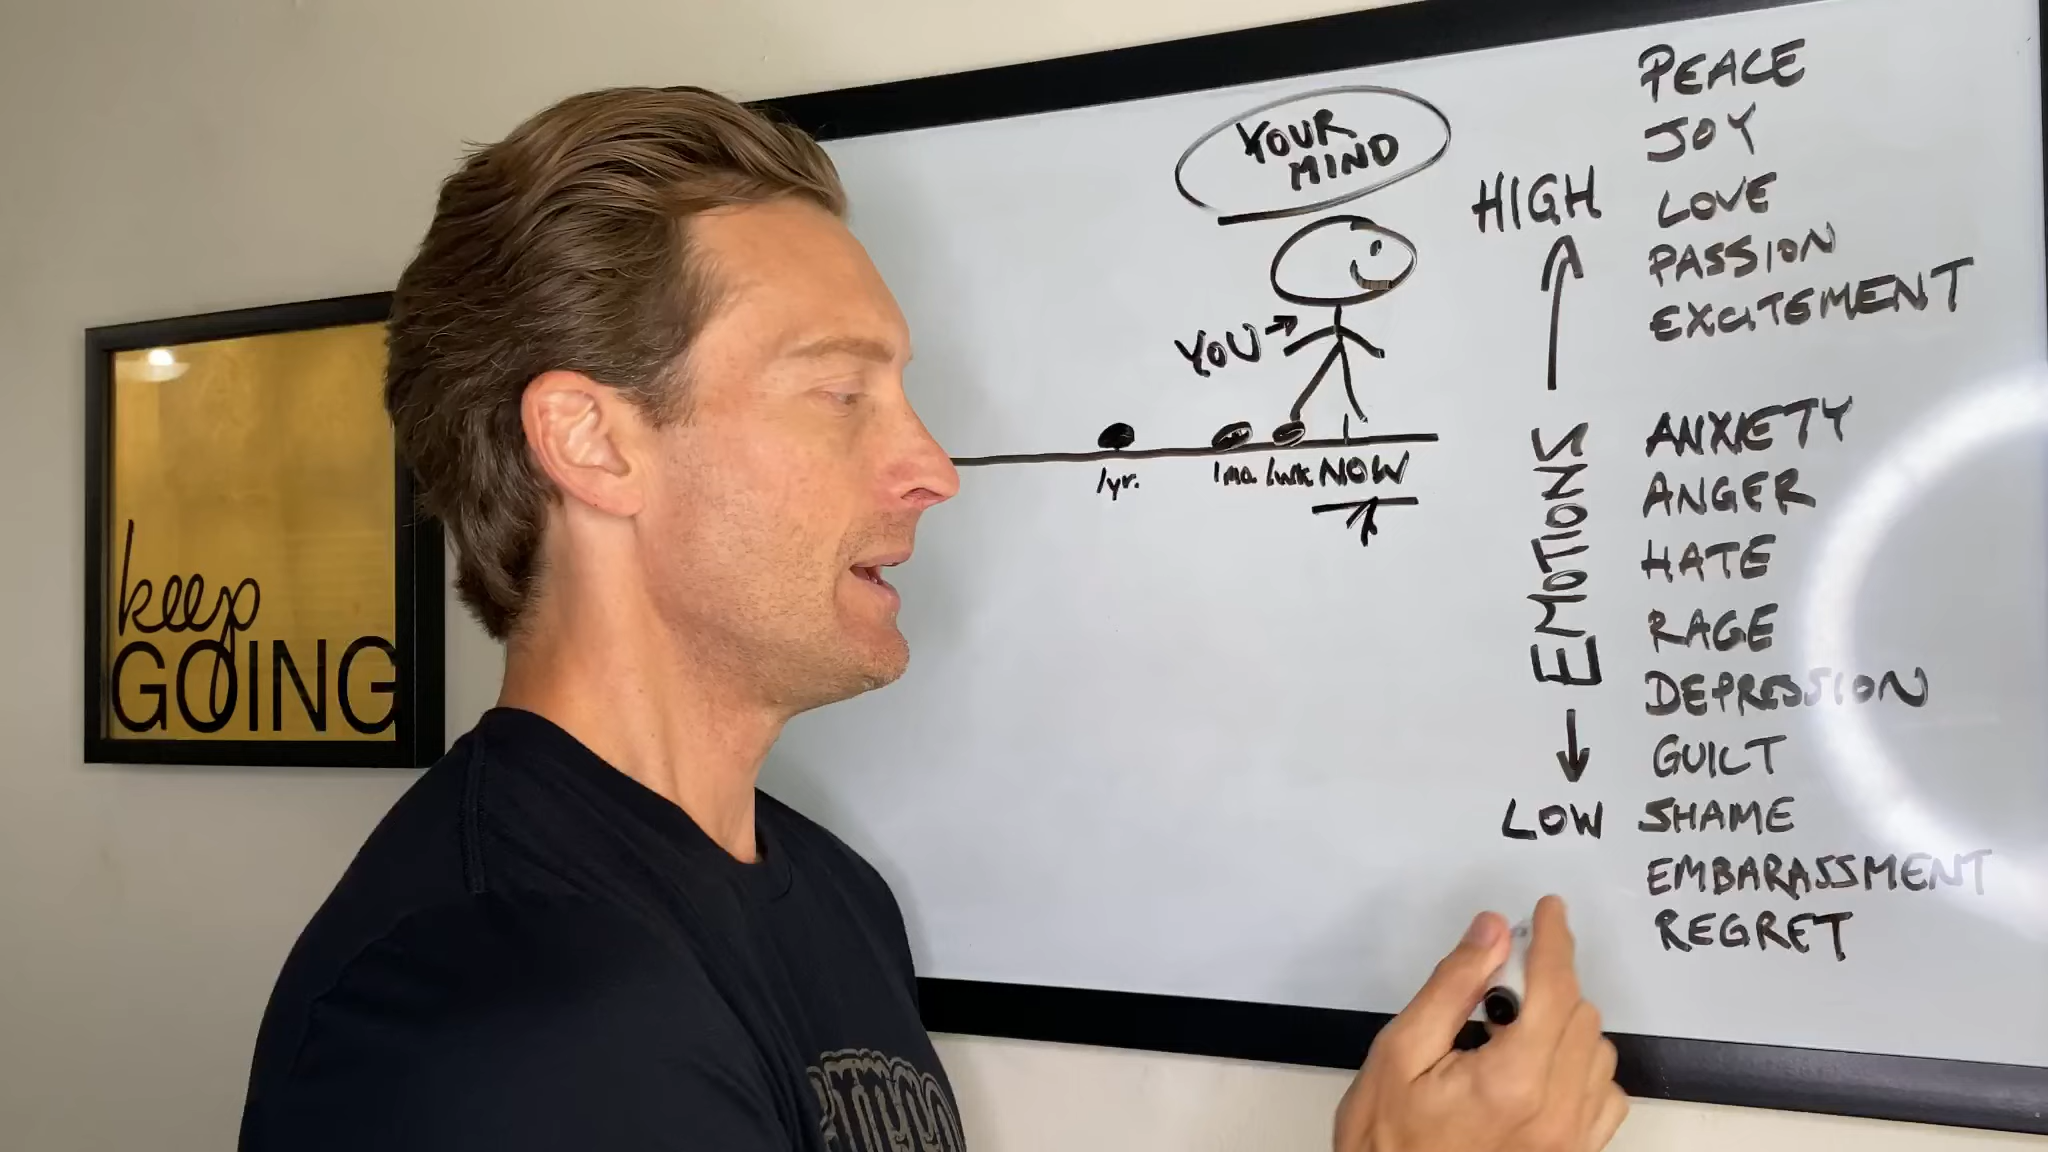 keep
GOING
YOUR
MIND
YOU
1yr.
1mo.
1wk
NOW
HIGH
EMOTIONS
LOW
PEACE
JOY
LOVE
PASSION
EXCITEMENT
ANXIETY
ANGER
HATE
RAGE
DEPRESSION
GUILT
SHAME
EMBARASSMENT
REGRET